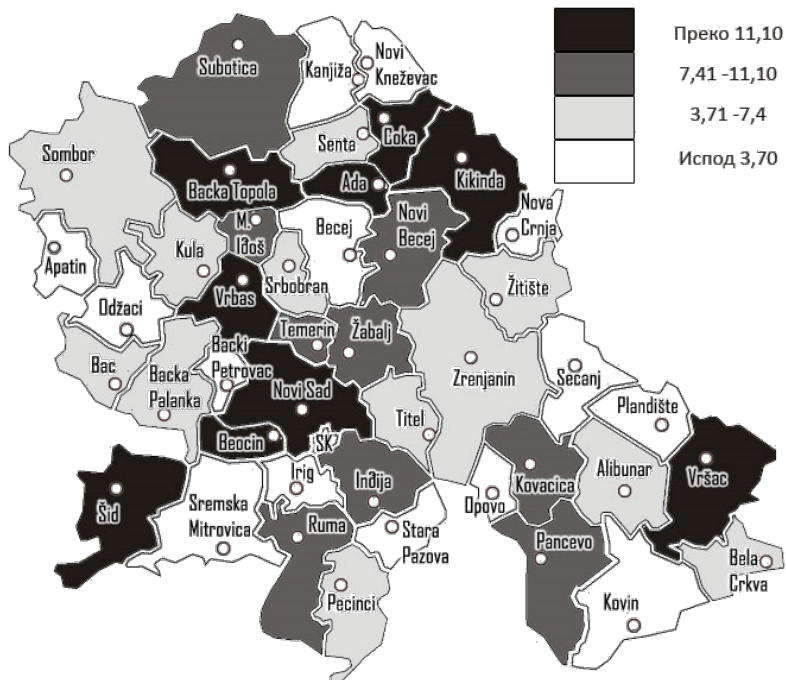 Преко 11,10
7,41 -11,10
3,71 -7,4
Испод 3,70
Subotica
Kanjiža
Novi
Kneževac
Senta
Coka
Sombor
Backa Topola
Ada
Kikinda
Nova
Crnja
M.
Iđoš
Becej
Novi
Becej
Apatin
Kula
Srbobran
Žitište
Vrbas
Odžaci
Temerin
Žabalj
Bac
Backa
Palanka
Backi
Petrovac
Novi Sad
Zrenjanin
Secanj
Plandište
Titel
Beocin
SK
Irig
Šid
Sremska
Mitrovica
Inđija
Ruma
Stara
Pazova
Opovo
Kovacica
Alibunar
Vršac
Pancevo
Pecinci
Bela
Crkva
Kovin